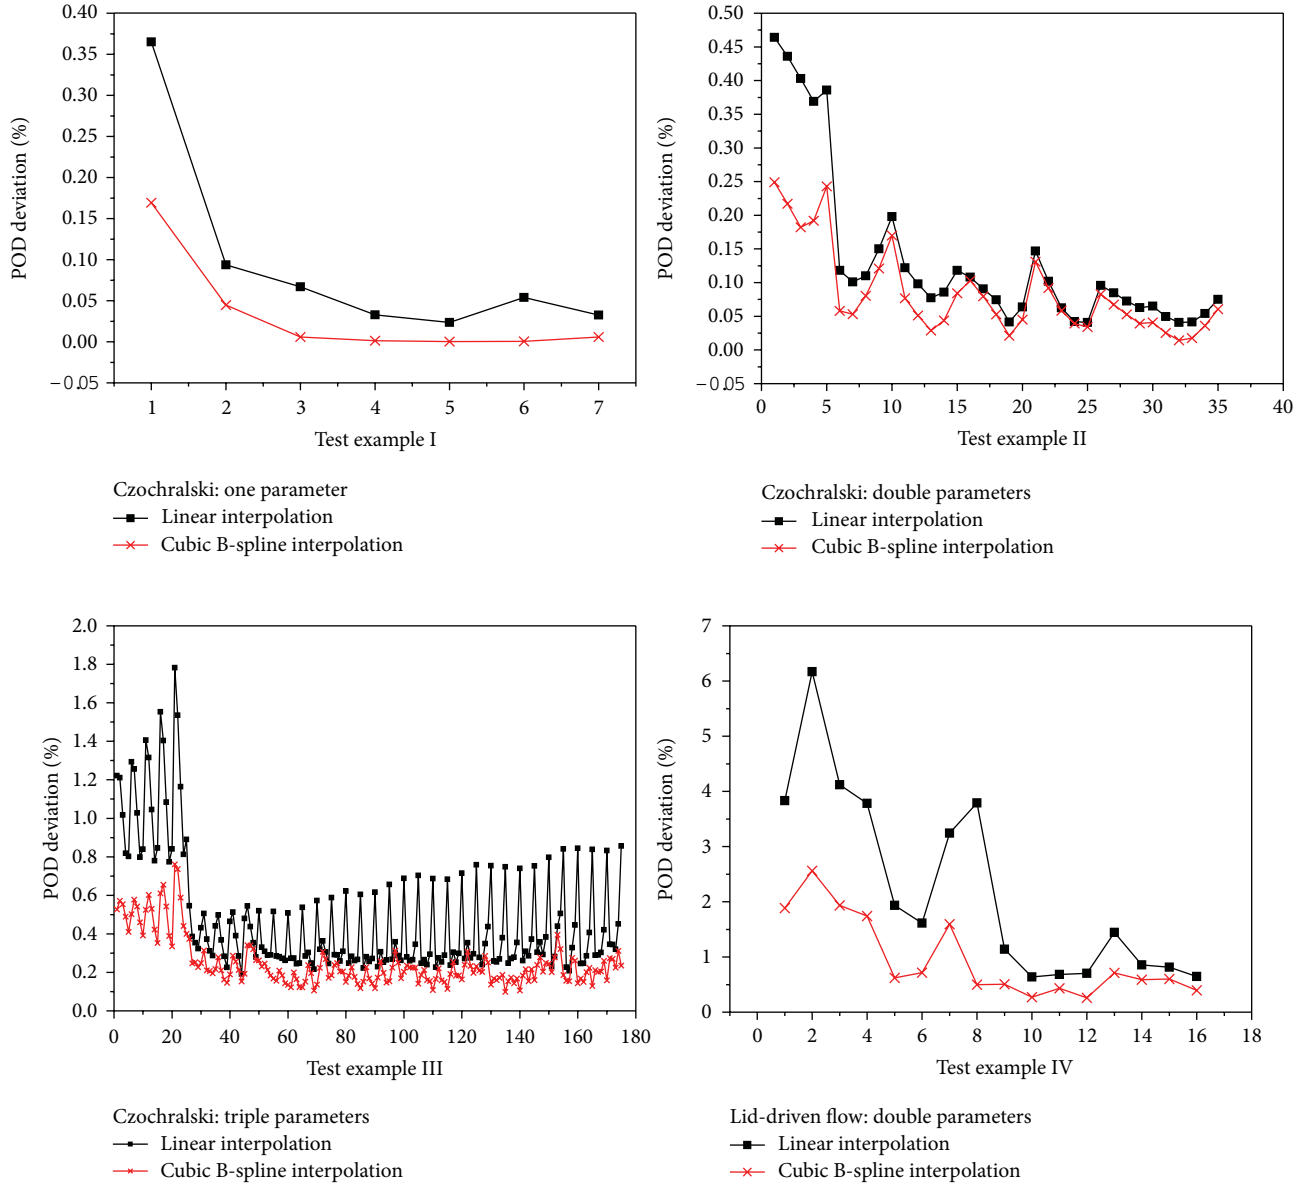 0.40
0.35
0.30
0.25
0.20
0.15
0.10
0.05
0.00
−0.05
POD deviation (%)
1 2 3 4 5 6 7
Test example I
Czochralski: one parameter
Linear interpolation
Cubic B-spline interpolation
0.50
0.45
0.40
0.35
0.30
0.25
0.20
0.15
0.10
0.05
0.00
−0.05
POD deviation (%)
0 5 10 15 20 25 30 35 40
Test example II
Czochralski: double parameters
Linear interpolation
Cubic B-spline interpolation
2.0
1.8
1.6
1.4
1.2
1.0
0.8
0.6
0.4
0.2
0.0
POD deviation (%)
0 20 40 60 80 100 120 140 160 180
Test example III
Czochralski: triple parameters
Linear interpolation
Cubic B-spline interpolation
7
6
5
4
3
2
1
0
POD deviation (%)
0 2 4 6 8 10 12 14 16 18
Test example IV
Lid-driven flow: double parameters
Linear interpolation
Cubic B-spline interpolation